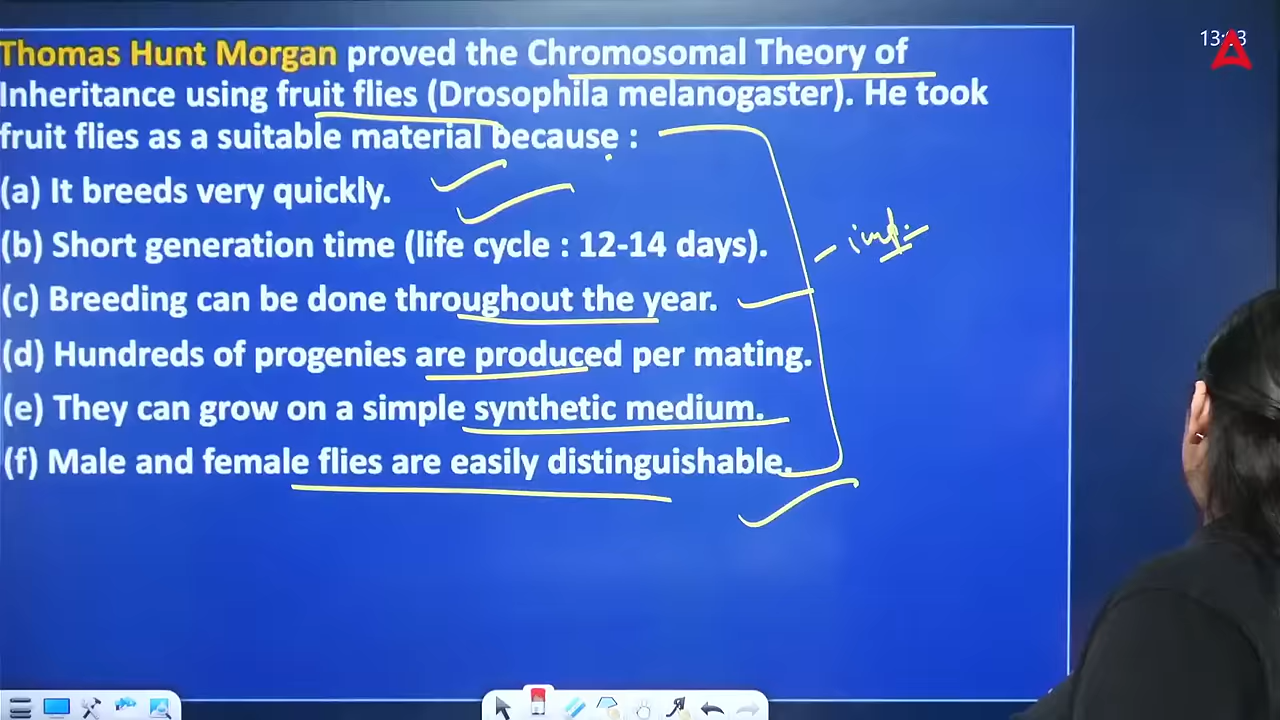 Thomas Hunt Morgan proved the Chromosomal Theory of
Inheritance using fruit flies (Drosophila melanogaster). He took
fruit flies as a suitable material because :
(a) It breeds very quickly.
(b) Short generation time (life cycle : 12-14 days).
imp.
(c) Breeding can be done throughout the year.
(d) Hundreds of progenies are produced per mating.
(e) They can grow on a simple synthetic medium.
(f) Male and female flies are easily distinguishable.